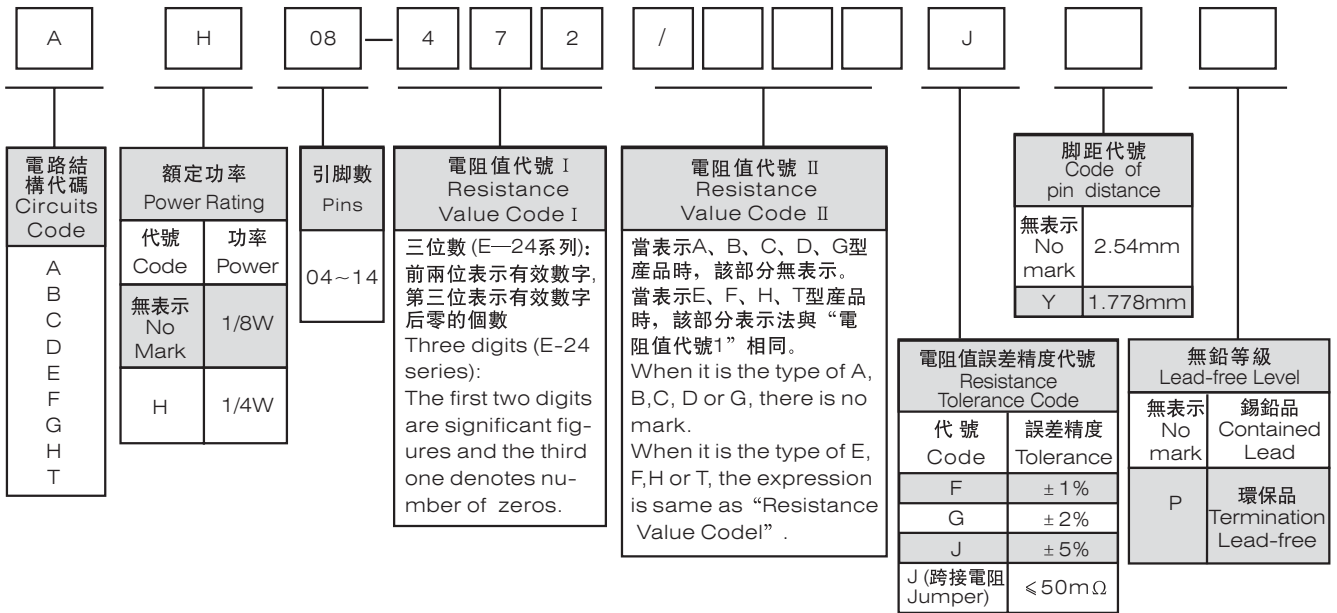 A H 08 — 4 7 2 / J
電路結
構代碼
Circuits
Code
A
B
C
D
E
F
G
H
T
額定功率
Power Rating
代號 功率
Code Power
無表示
No
Mark
1/8W
H 1/4W
引脚數
Pins
04~14
電阻值代號 I
Resistance
Value Code I
三位數 (E—24系列):
前兩位表示有效數字,
第三位表示有效數字
后零的個數
Three digits (E-24
series):
The first two digits
are significant fig-
ures and the third
one denotes nu-
mber of zeros.
電阻值代號 II
Resistance
Value Code II
當表示A、B、C、D、G型
産品時，該部分無表示。
當表示E、F、H、T型産品
時，該部分表示法與“電
阻值代號1”相同。
When it is the type of A,
B,C, D or G, there is no
mark.
When it is the type of E,
F,H or T, the expression
is same as “Resistance
Value CodeI” .
電阻值誤差精度代號
Resistance
Tolerance Code
代 號 誤差精度
Code Tolerance
F ±1%
G ±2%
J ±5%
J (跨接電阻
Jumper)
≤50mΩ
脚距代號
Code of
pin distance
無表示
No
mark
2.54mm
Y 1.778mm
無鉛等級
Lead-free Level
無表示
No
mark
錫鉛品
Contained
Lead
P
環保品
Termination
Lead-free